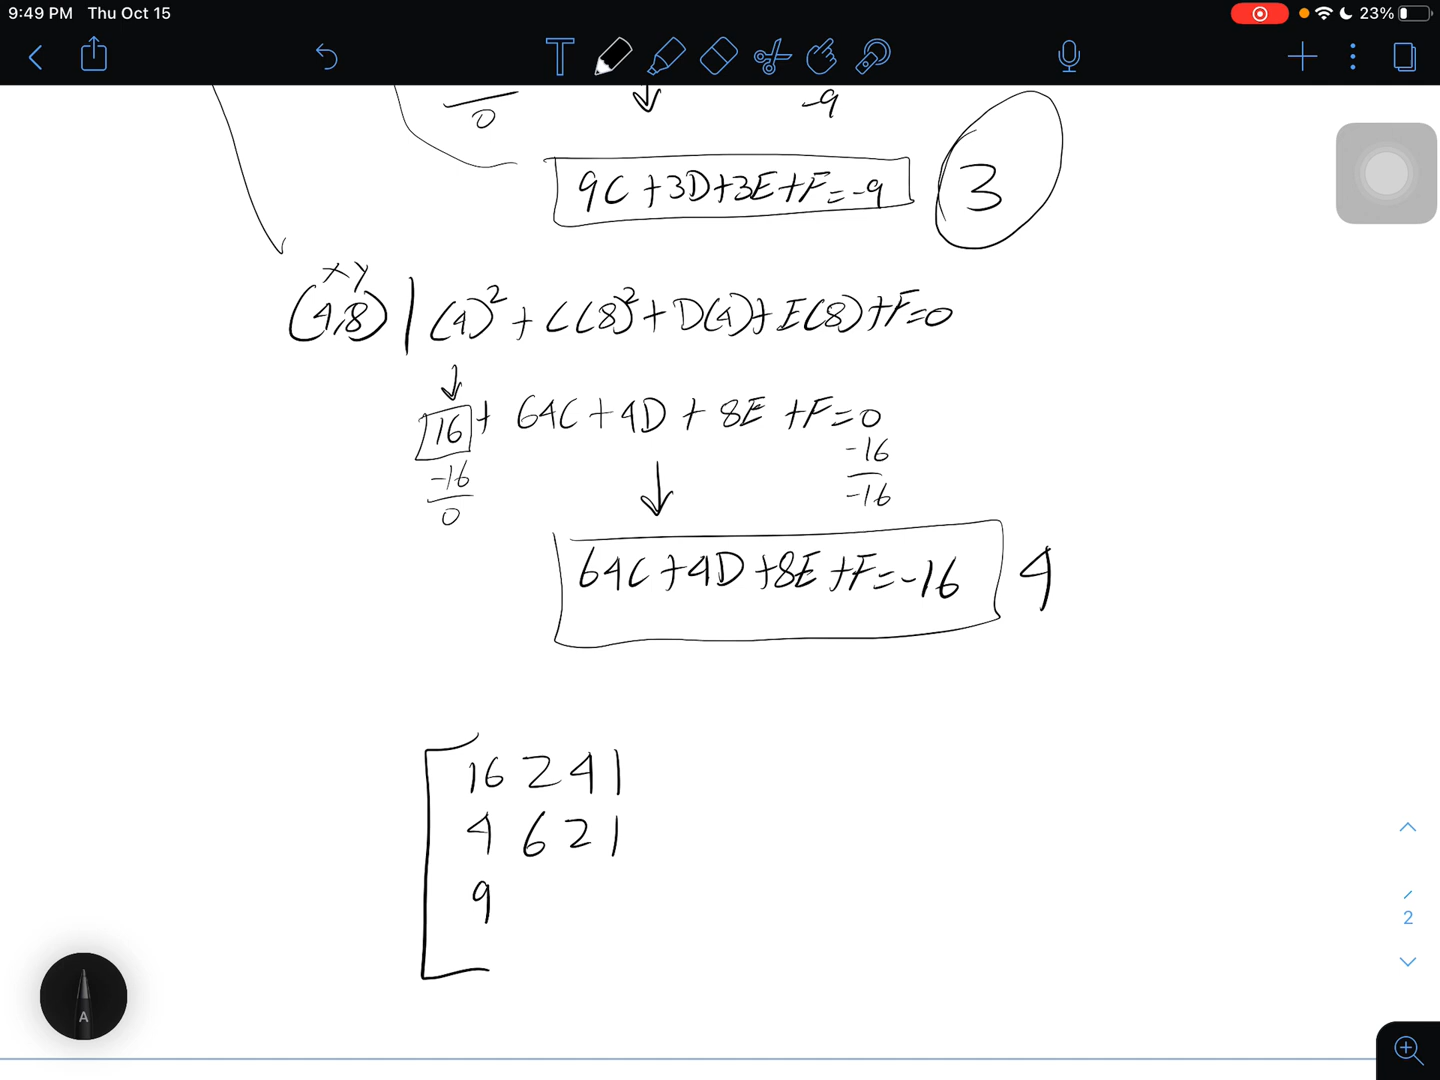 9:49 PM Thu Oct 15 23%
0 -9
9C+3D+3E+F=-9 3
x y
(4,8) | (4)²+C(8)²+D(4)+E(8)+F=0
16+ 64C+4D+8E+F=0
-16 -16
0 -16
64C+4D+8E+F=-16 4
16 2 4 1
4 6 2 1
9
2
A